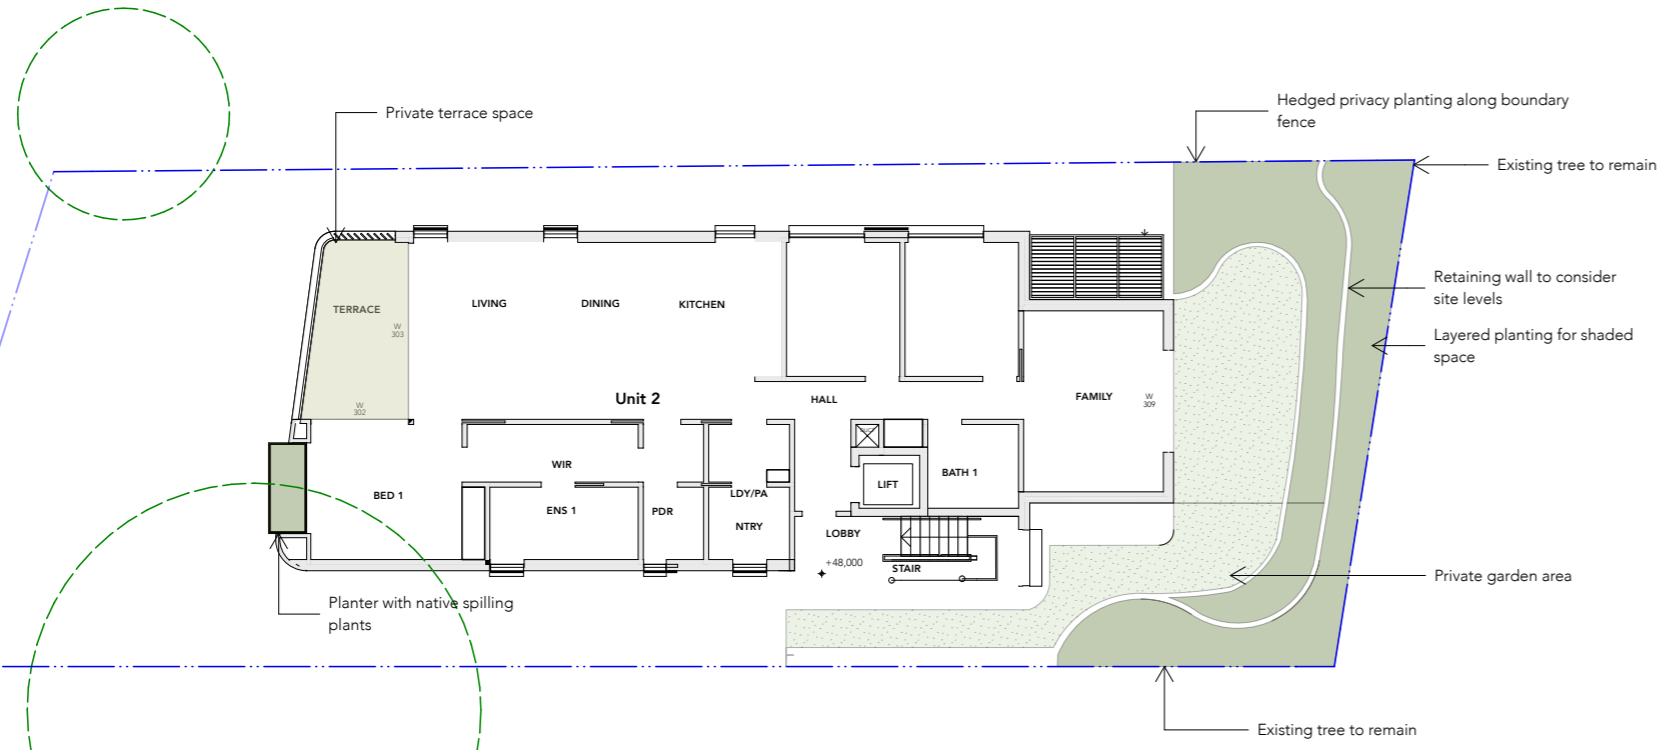 Private terrace space
Hedged privacy planting along boundary
fence
Existing tree to remain
Retaining wall to consider
site levels
Layered planting for shaded
space
TERRACE
W
303
W
302
LIVING
DINING
KITCHEN
Unit 2
HALL
FAMILY
W
309
WIR
BED 1
ENS 1
PDR
LDY/PA
NTRY
LIFT
BATH 1
LOBBY
+48,000
STAIR
Private garden area
Planter with native spilling
plants
Existing tree to remain